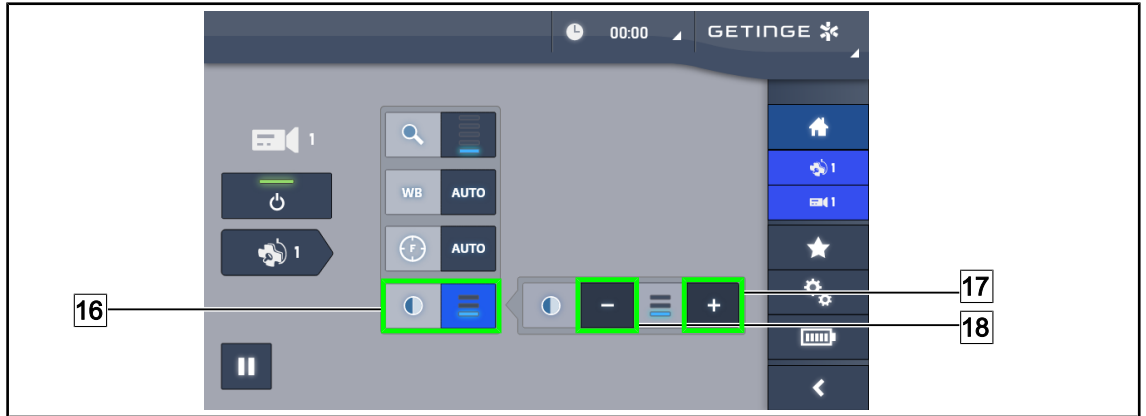 00:00 GETINGE
1
1
WB AUTO
1
1 F AUTO
16 - + 17
18